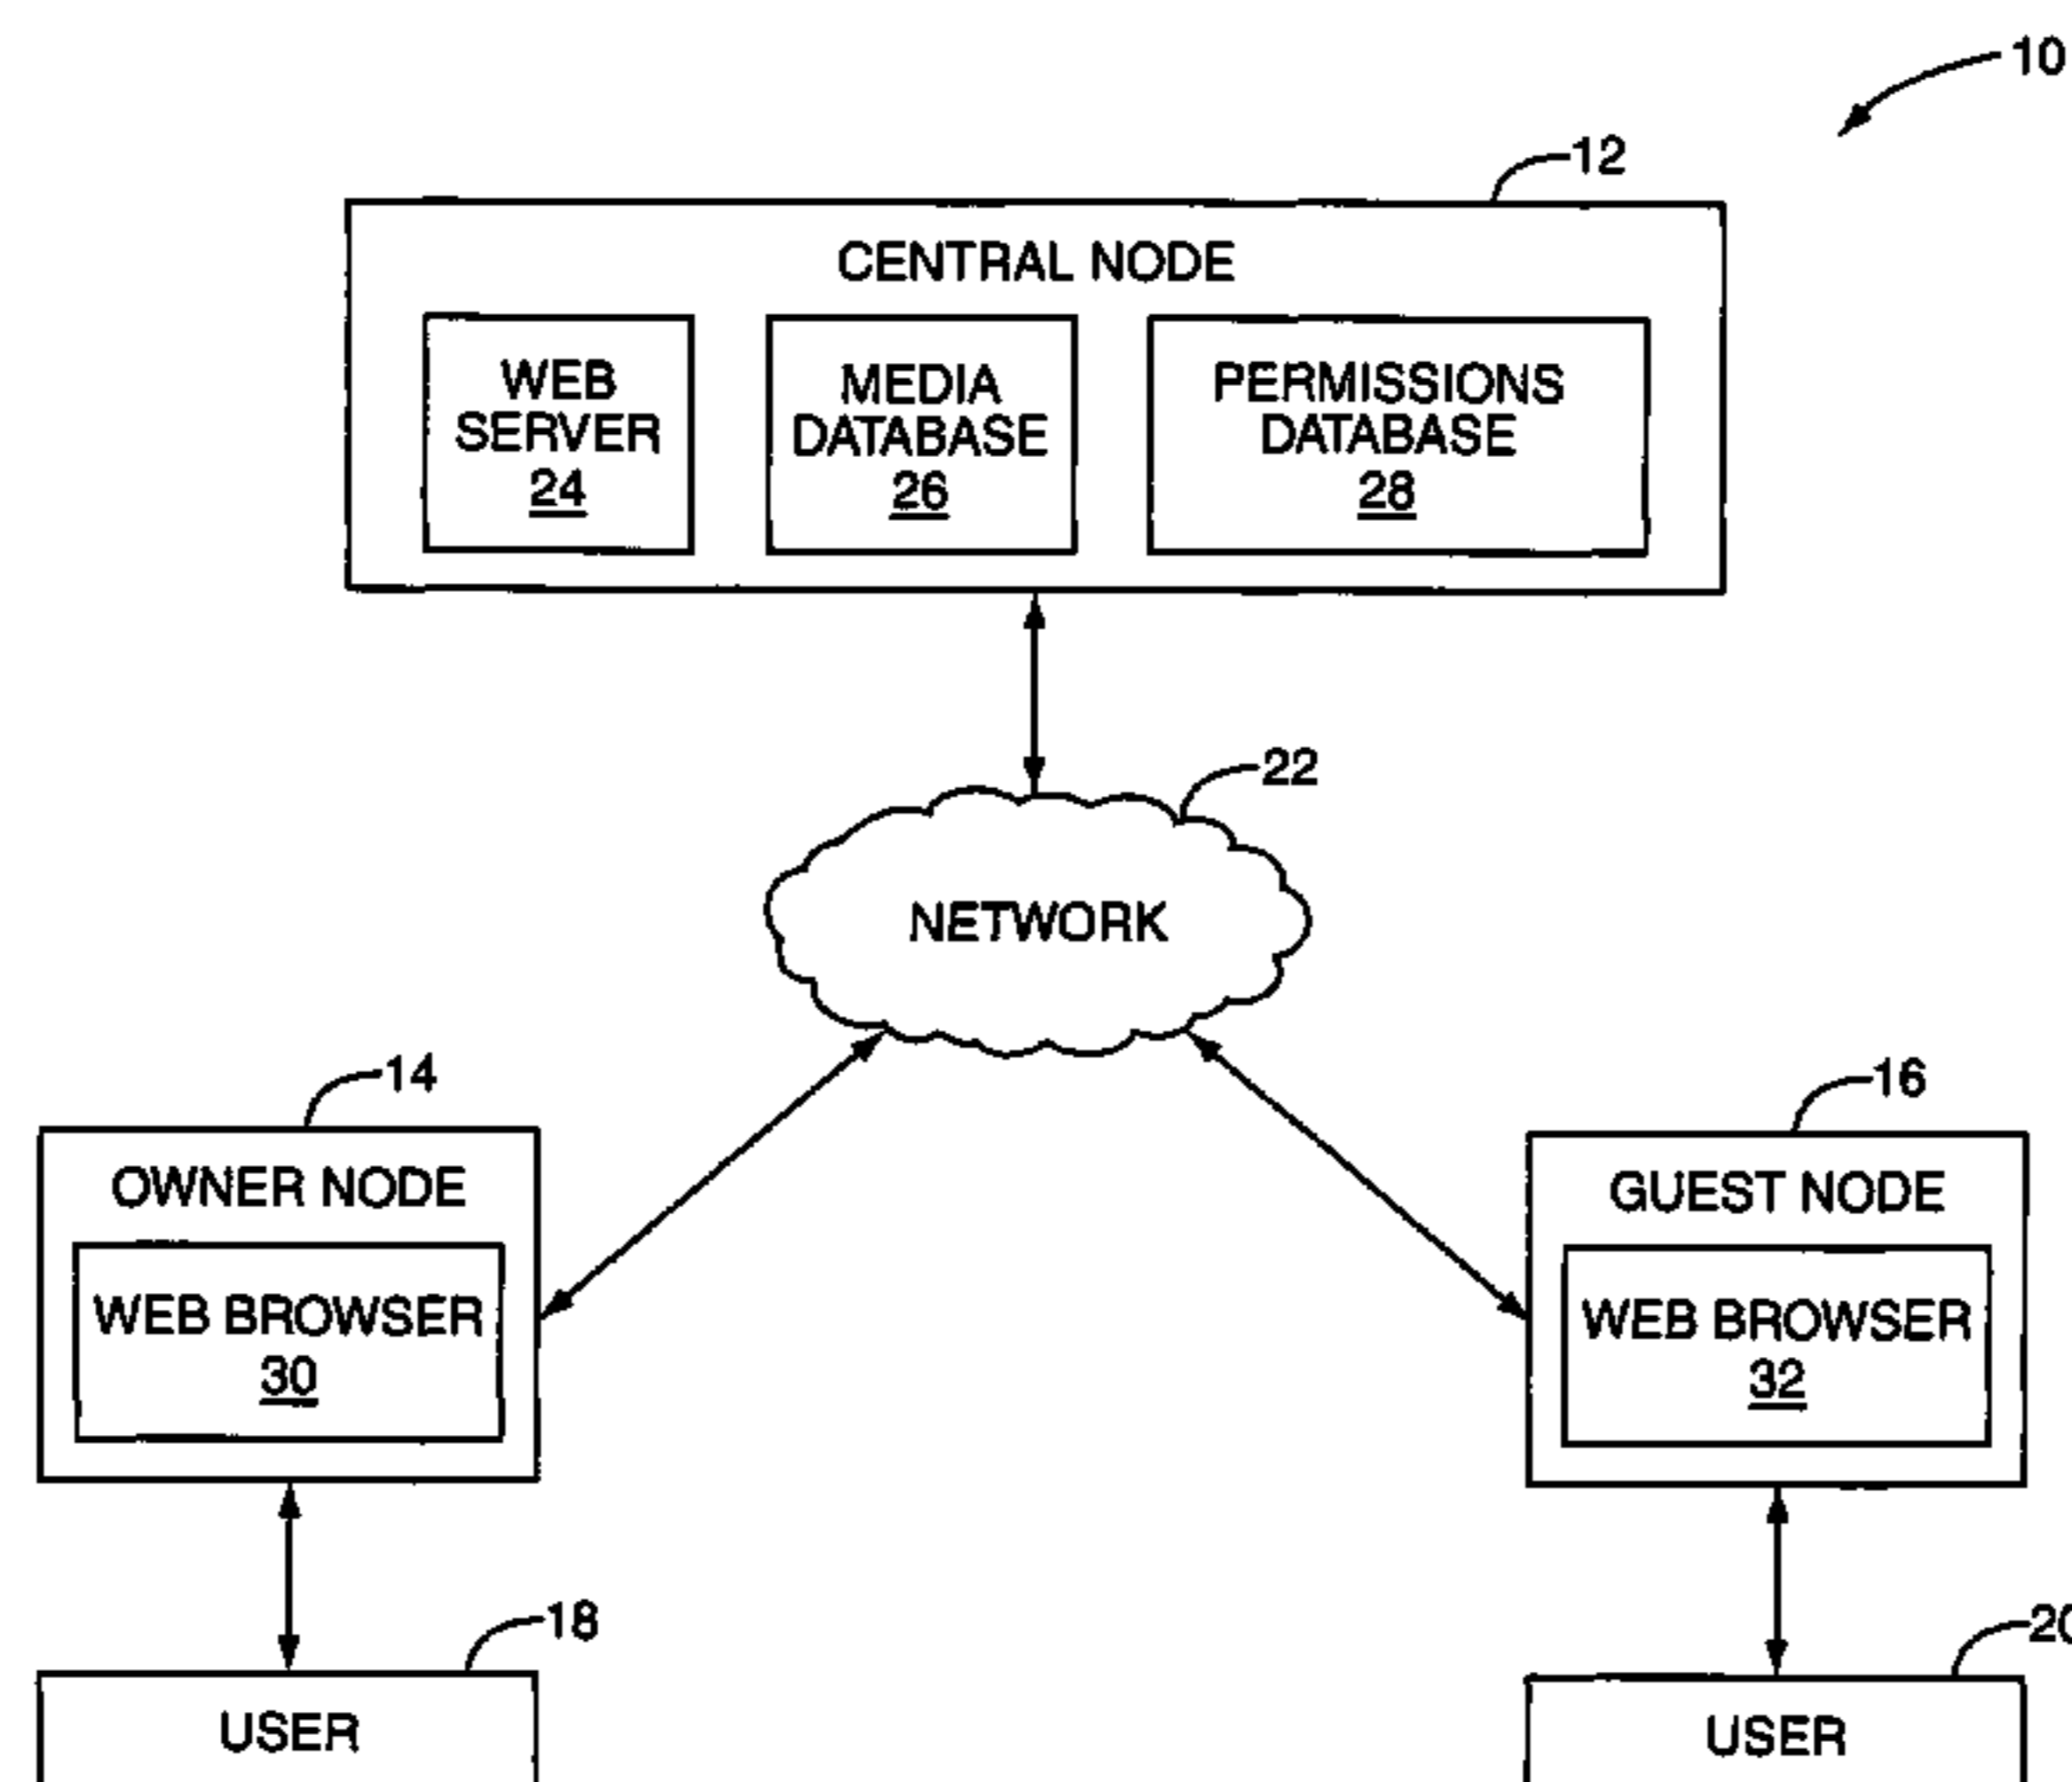 10
12
CENTRAL NODE
WEB
SERVER
24
MEDIA
DATABASE
26
PERMISSIONS
DATABASE
28
22
NETWORK
14
OWNER NODE
WEB BROWSER
30
16
GUEST NODE
WEB BROWSER
32
18
USER
20
USER